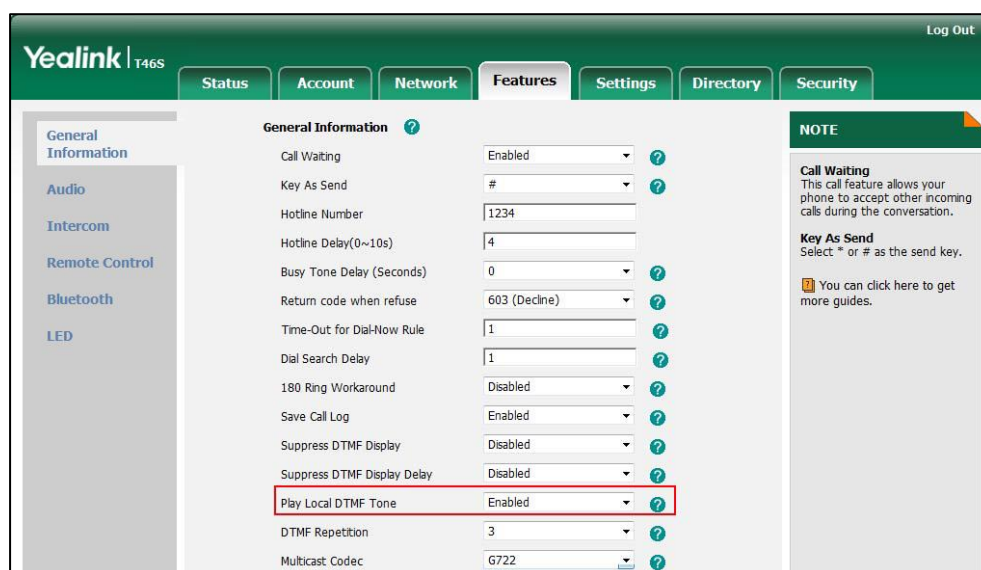 Log Out
Yealink | T46S
Status Account Network Features Settings Directory Security
General
Information
Audio
Intercom
Remote Control
Bluetooth
LED
General Information ?
Call Waiting Enabled ?
Key As Send # ?
Hotline Number 1234
Hotline Delay(0~10s) 4
Busy Tone Delay (Seconds) 0 ?
Return code when refuse 603 (Decline) ?
Time-Out for Dial-Now Rule 1 ?
Dial Search Delay 1 ?
180 Ring Workaround Disabled ?
Save Call Log Enabled ?
Suppress DTMF Display Disabled ?
Suppress DTMF Display Delay Disabled ?
Play Local DTMF Tone Enabled ?
DTMF Repetition 3 ?
Multicast Codec G722 ?
NOTE
Call Waiting
This call feature allows your
phone to accept other incoming
calls during the conversation.
Key As Send
Select * or # as the send key.
? You can click here to get
more guides.